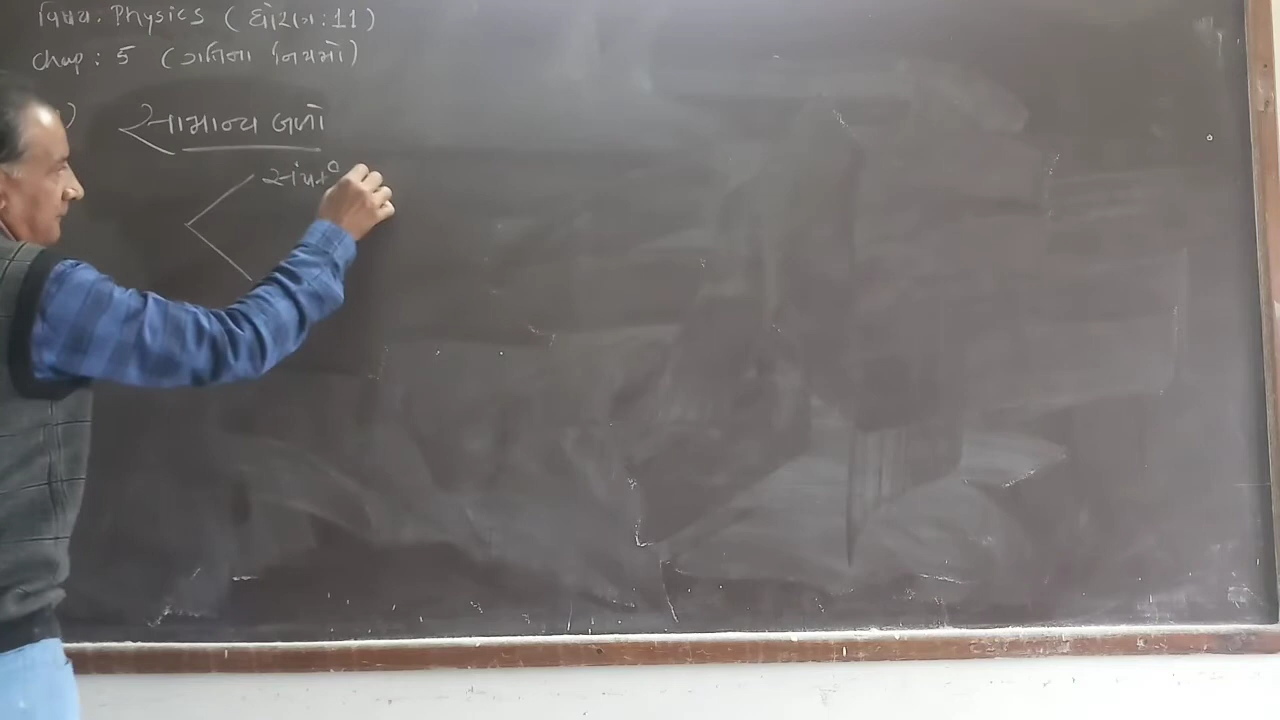 વિષય: Physics (ધોરણ: 11)
chap: 5 (ગતિના નિયમો)
સામાન્ય બળો
સંપર્ક